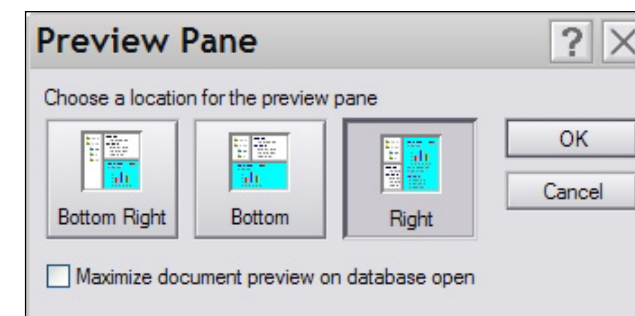 Preview Pane
?
Choose a location for the preview pane
OK
Cancel
Bottom Right
Bottom
Right
Maximize document preview on database open